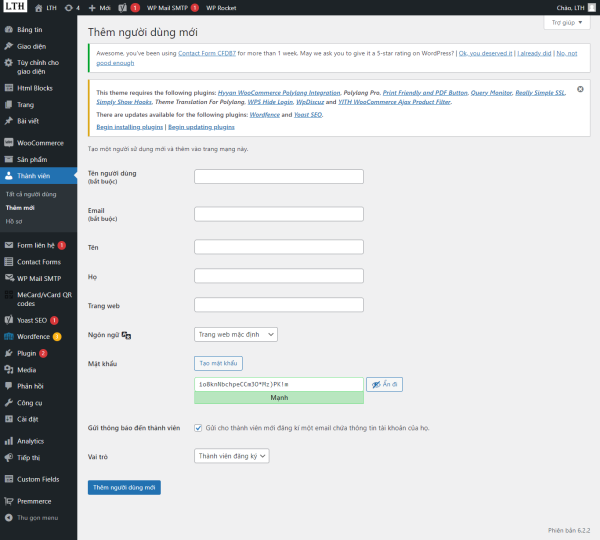 LTH
LTH
4
Mới
1
WP Mail SMTP
1
WP Rocket
Chào, LTH
Bảng tin
Giao diện
Tùy chỉnh cho
giao diện
Html Blocks
Trang
Bài viết
WooCommerce
Sản phẩm
Thành viên
Tất cả người dùng
Thêm mới
Hồ sơ
Form liên hệ 1
Contact Forms
WP Mail SMTP
MeCard/vCard QR
codes
Yoast SEO 1
Wordfence 1
Plugin 2
Media
Phản hồi
Công cụ
Cài đặt
Analytics
Tiếp thị
Custom Fields
Premmerce
Thu gọn menu
Trợ giúp
Thêm người dùng mới
Awesome, you've been using Contact Form CFDB7 for more than 1 week. May we ask you to give it a 5-star rating on WordPress? | Ok, you deserved it | I already did | No, not
good enough
This theme requires the following plugins: Hyyan WooCommerce Polylang Integration, Polylang Pro, Print Friendly and PDF Button, Query Monitor, Really Simple SSL,
Simply Show Hooks, Theme Translation For Polylang, WPS Hide Login, WpDiscuz and YITH WooCommerce Ajax Product Filter.
There are updates available for the following plugins: Wordfence and Yoast SEO.
Begin installing plugins | Begin updating plugins
Tạo một người sử dụng mới và thêm vào trang mạng này.
Tên người dùng
(bắt buộc)
Email
(bắt buộc)
Tên
Họ
Trang web
Ngôn ngữ
Trang web mặc định
Mật khẩu
Tạo mật khẩu
Ẩn đi
Mạnh
Gửi thông báo đến thành viên
Gửi cho thành viên mới đăng kí một email chứa thông tin tài khoản của họ.
Vai trò
Thành viên đăng ký
Thêm người dùng mới
Phiên bản 6.2.2